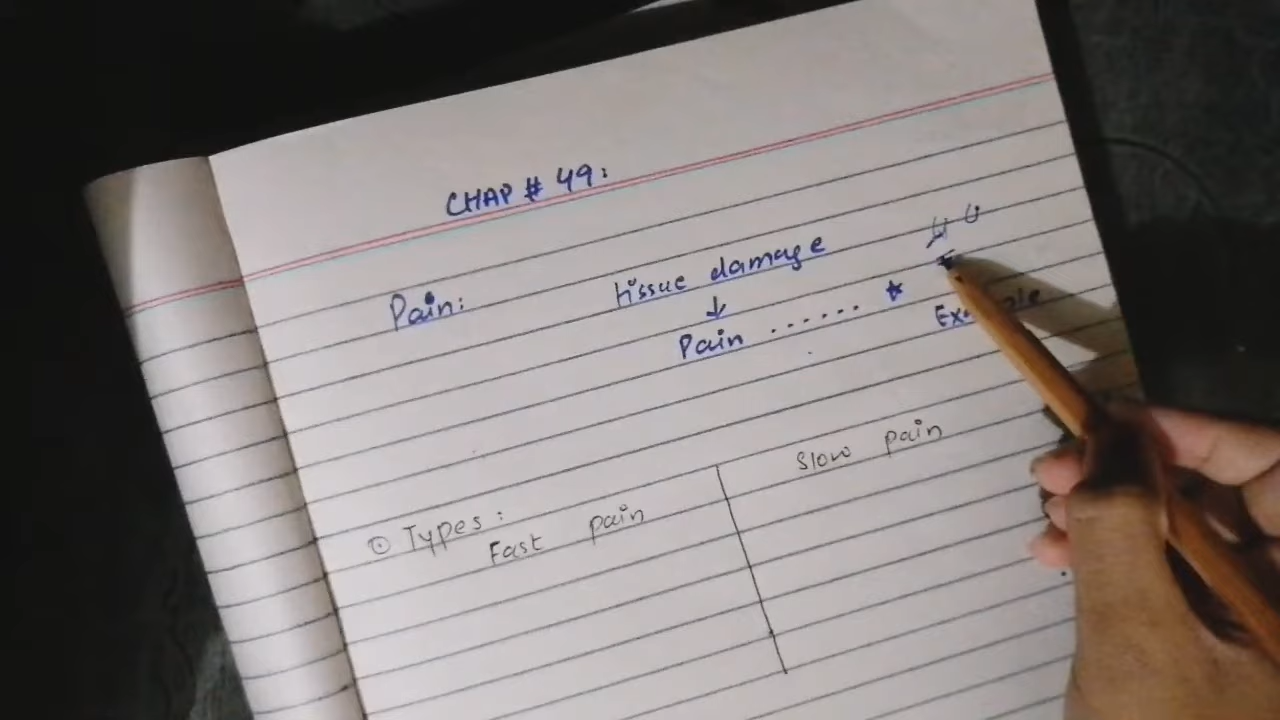 CHAP # 49:
Pain: tissue damage
↓
Pain ...... ★
Slow pain
⊙ Types:
Fast pain